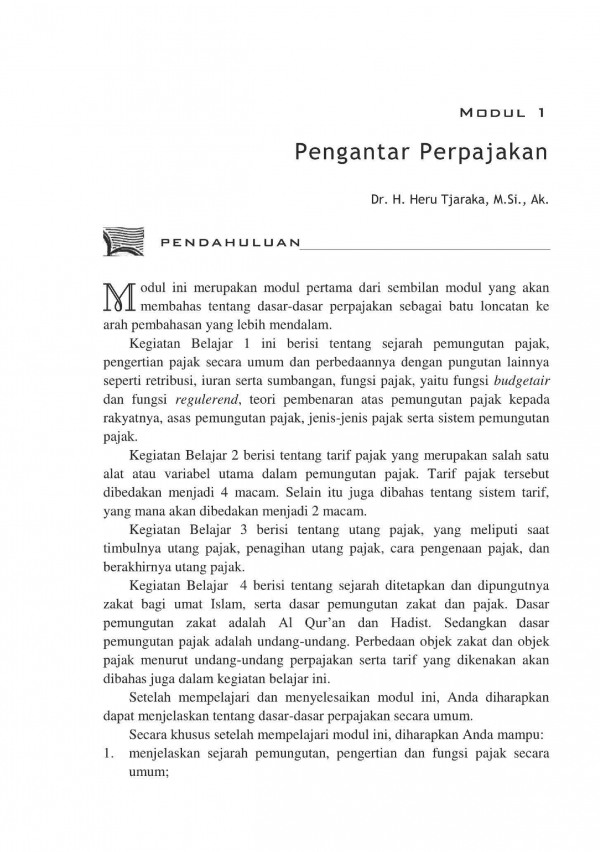 MODUL 1
Pengantar Perpajakan
Dr. H. Heru Tjaraka, M.Si., Ak.
PENDAHULUAN
Modul ini merupakan modul pertama dari sembilan modul yang akan
membahas tentang dasar-dasar perpajakan sebagai batu loncatan ke
arah pembahasan yang lebih mendalam.
Kegiatan Belajar 1 ini berisi tentang sejarah pemungutan pajak,
pengertian pajak secara umum dan perbedaannya dengan pungutan lainnya
seperti retribusi, iuran serta sumbangan, fungsi pajak, yaitu fungsi budgetair
dan fungsi regulerend, teori pembenaran atas pemungutan pajak kepada
rakyatnya, asas pemungutan pajak, jenis-jenis pajak serta sistem pemungutan
pajak.
Kegiatan Belajar 2 berisi tentang tarif pajak yang merupakan salah satu
alat atau variabel utama dalam pemungutan pajak. Tarif pajak tersebut
dibedakan menjadi 4 macam. Selain itu juga dibahas tentang sistem tarif,
yang mana akan dibedakan menjadi 2 macam.
Kegiatan Belajar 3 berisi tentang utang pajak, yang meliputi saat
timbulnya utang pajak, penagihan utang pajak, cara pengenaan pajak, dan
berakhirnya utang pajak.
Kegiatan Belajar 4 berisi tentang sejarah ditetapkan dan dipungutnya
zakat bagi umat Islam, serta dasar pemungutan zakat dan pajak. Dasar
pemungutan zakat adalah Al Qur'an dan Hadist. Sedangkan dasar
pemungutan pajak adalah undang-undang. Perbedaan objek zakat dan objek
pajak menurut undang-undang perpajakan serta tarif yang dikenakan akan
dibahas juga dalam kegiatan belajar ini.
Setelah mempelajari dan menyelesaikan modul ini, Anda diharapkan
dapat menjelaskan tentang dasar-dasar perpajakan secara umum.
Secara khusus setelah mempelajari modul ini, diharapkan Anda mampu:
1. menjelaskan sejarah pemungutan, pengertian dan fungsi pajak secara
umum;